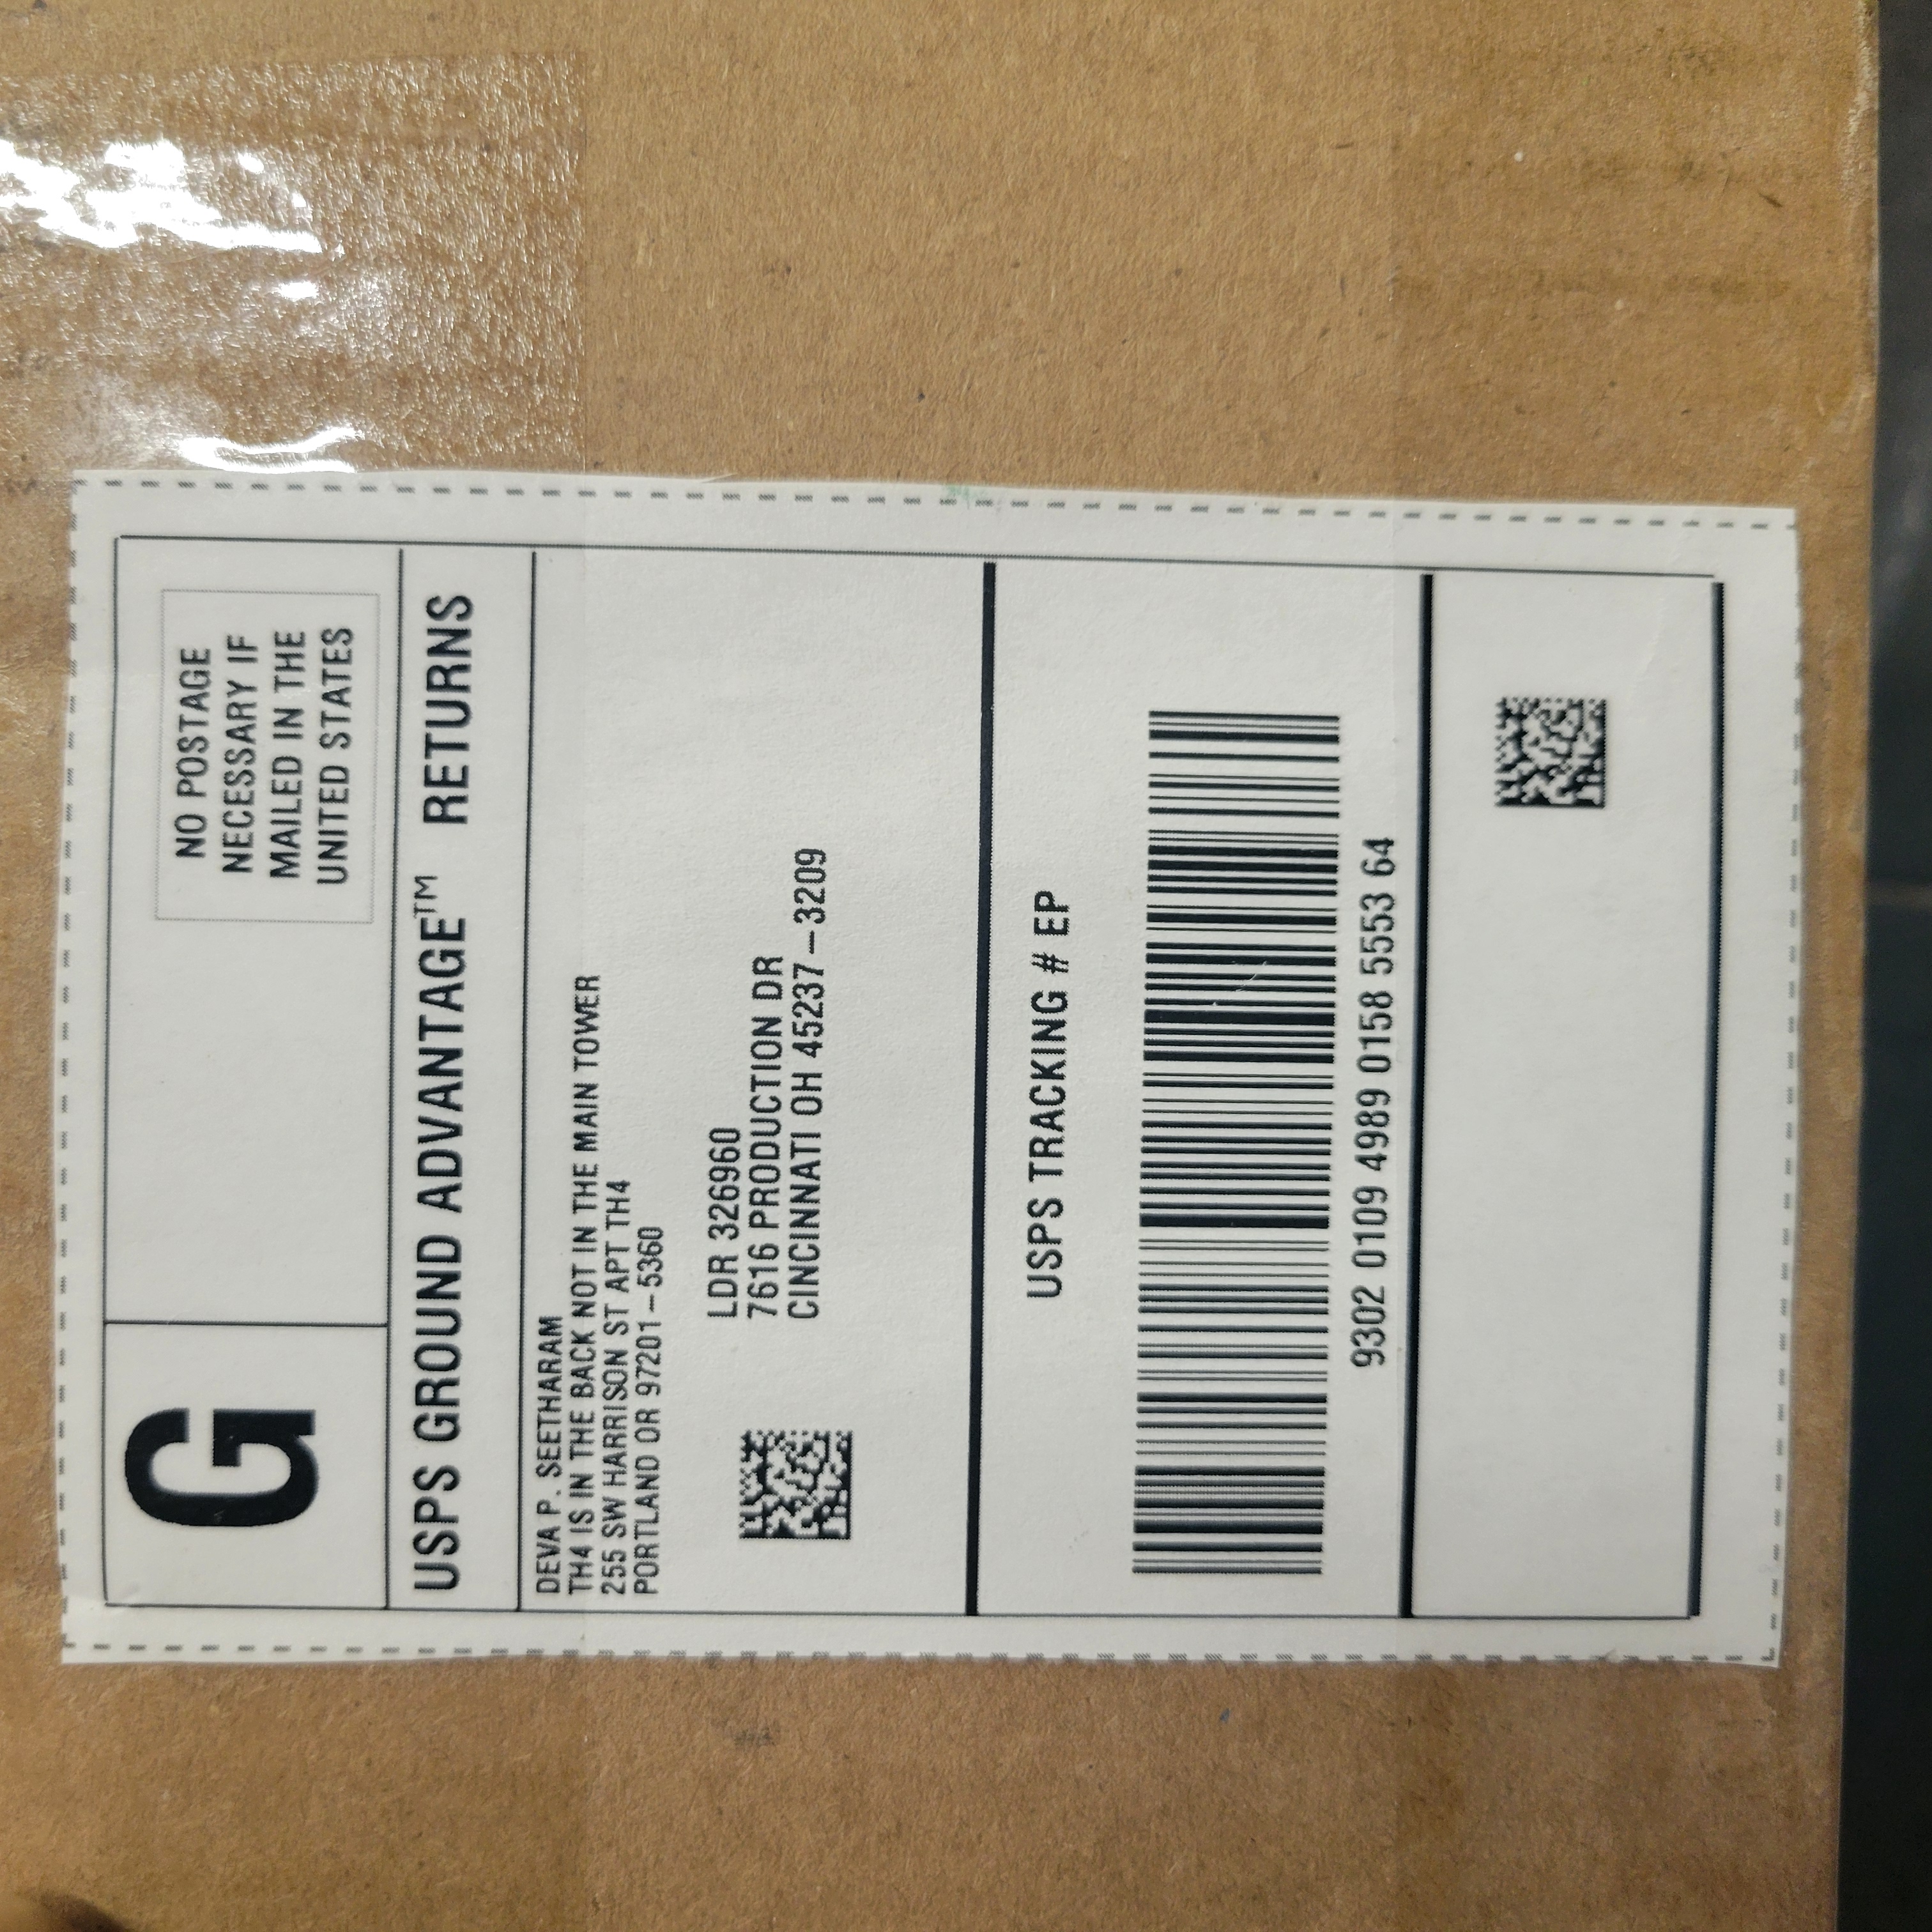 G
NO POSTAGE
NECESSARY IF
MAILED IN THE
UNITED STATES
USPS GROUND ADVANTAGE™ RETURNS
DEVA P. SEETHARAM
TH4 IS IN THE BACK NOT IN THE MAIN TOWER
255 SW HARRISON ST APT TH4
PORTLAND OR 97201-5360
LDR 326960
7616 PRODUCTION DR
CINCINNATI OH 45237-3209
USPS TRACKING # EP
9302 0109 4989 0158 5553 64